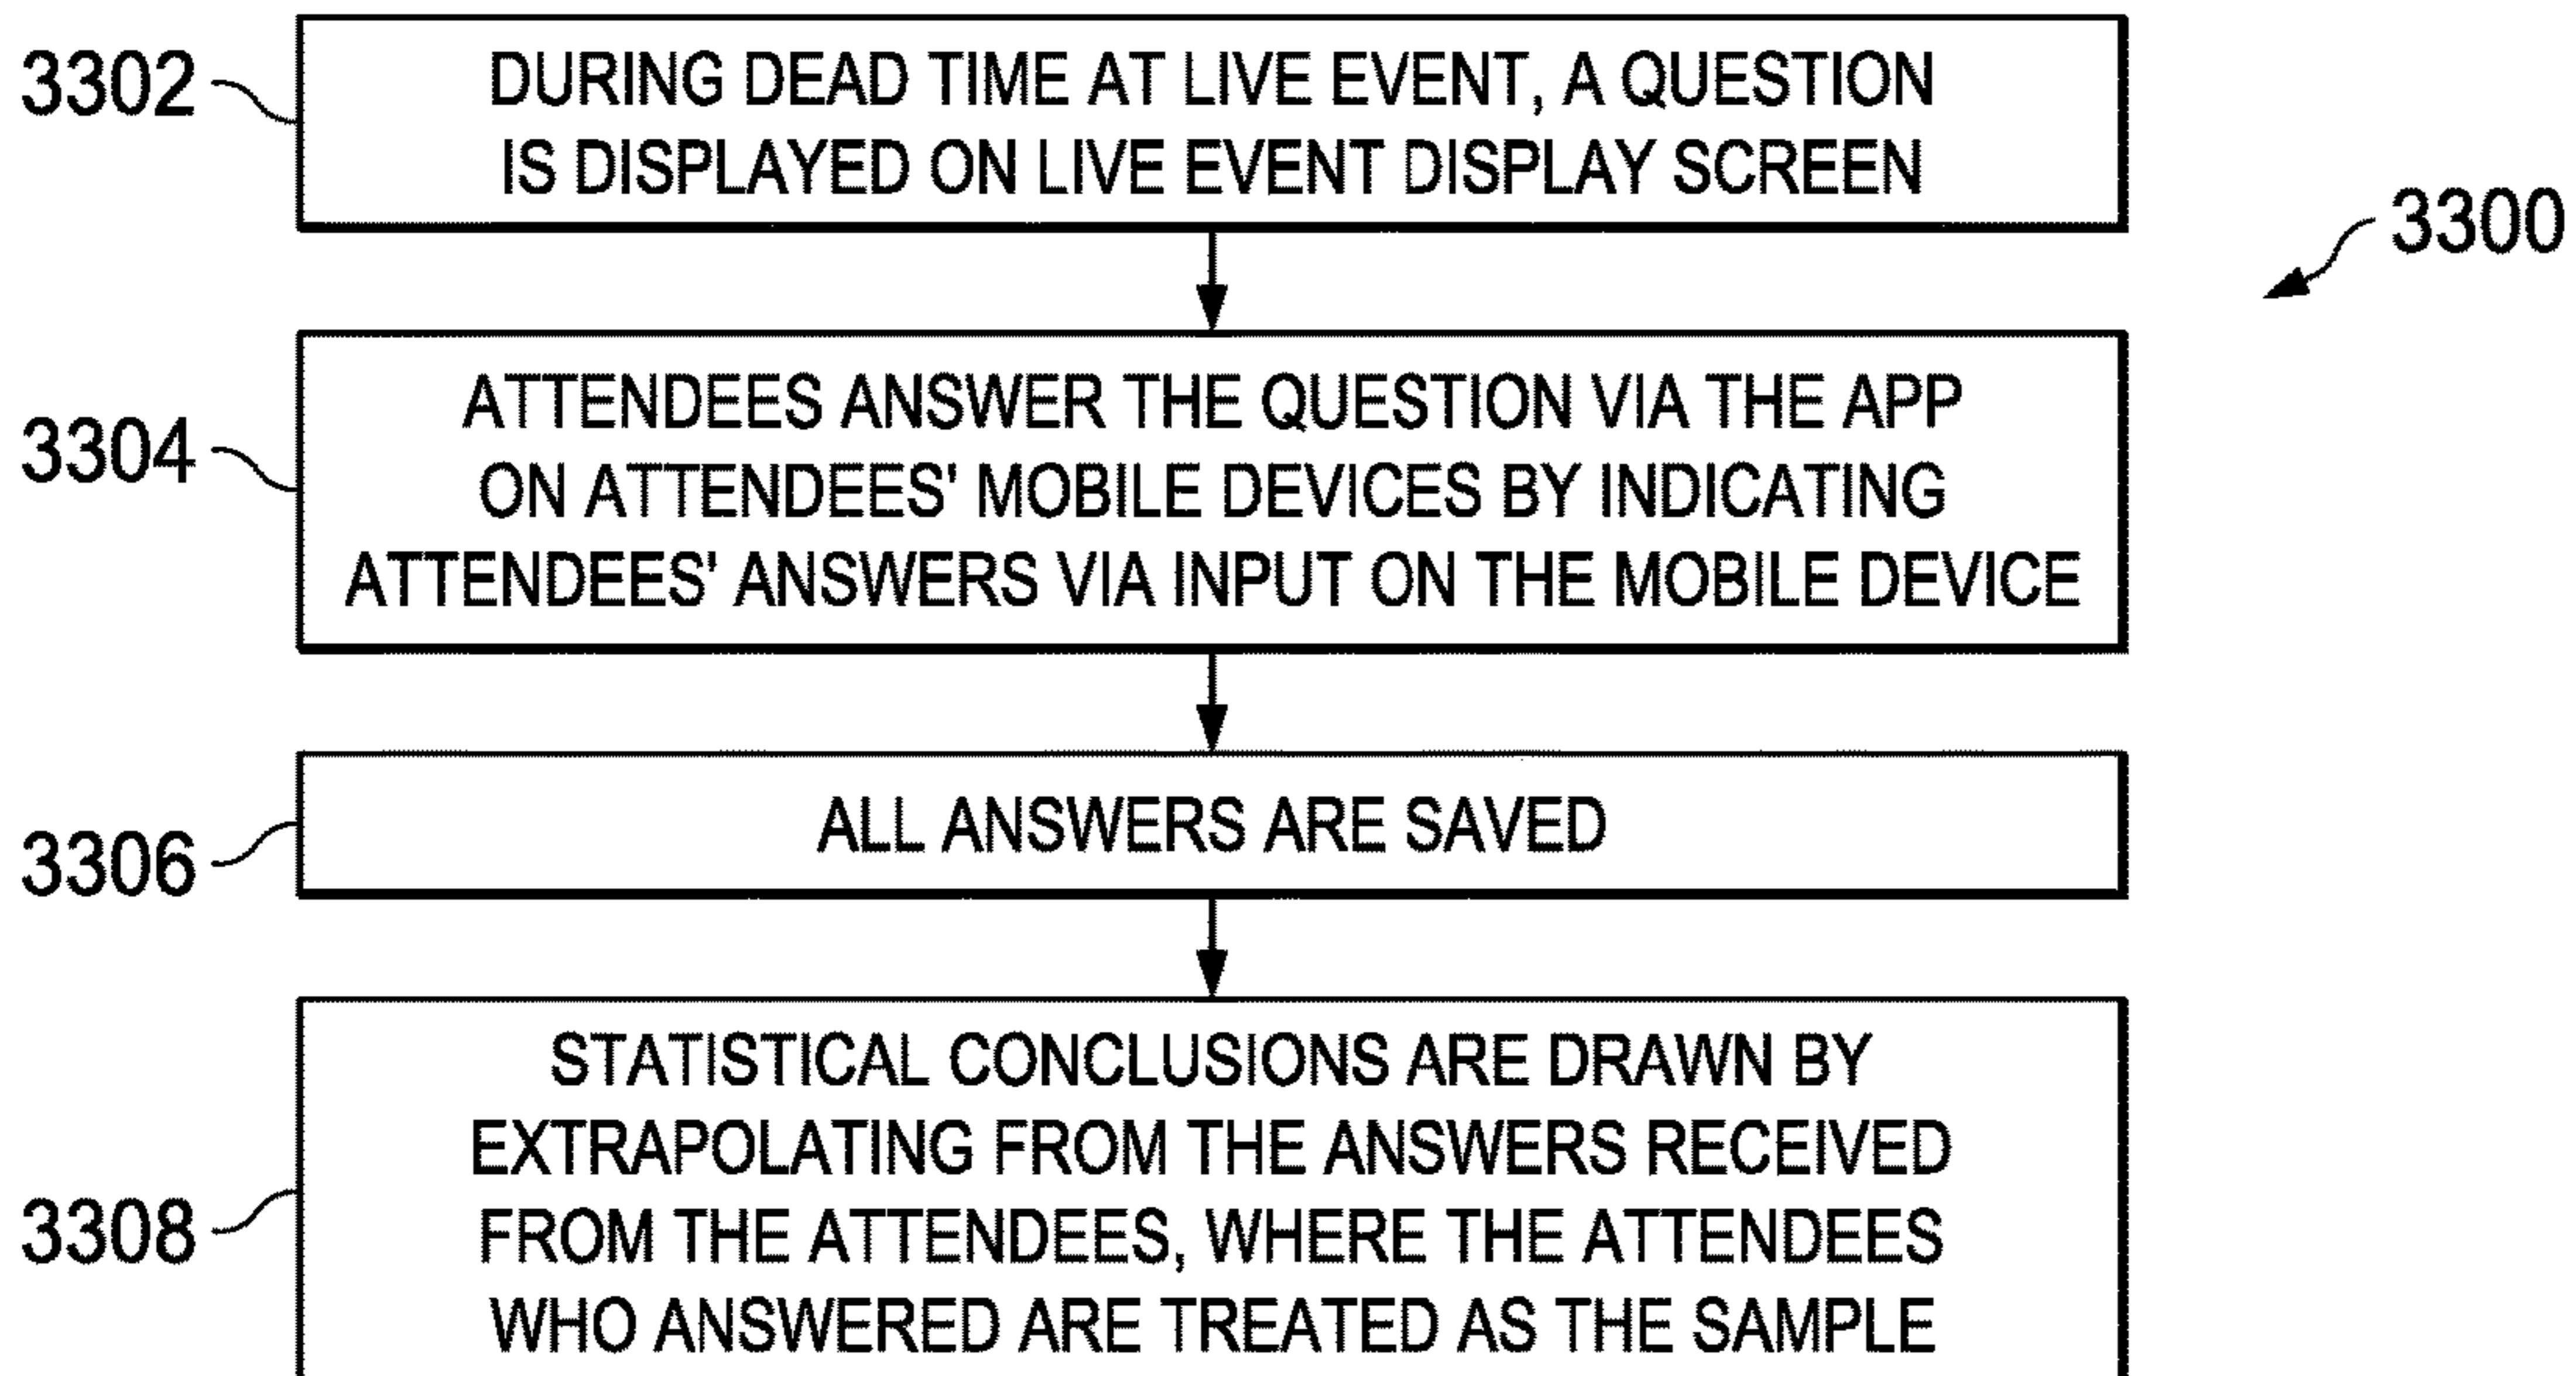 3302
DURING DEAD TIME AT LIVE EVENT, A QUESTION
IS DISPLAYED ON LIVE EVENT DISPLAY SCREEN
3300
3304
ATTENDEES ANSWER THE QUESTION VIA THE APP
ON ATTENDEES' MOBILE DEVICES BY INDICATING
ATTENDEES' ANSWERS VIA INPUT ON THE MOBILE DEVICE
3306
ALL ANSWERS ARE SAVED
3308
STATISTICAL CONCLUSIONS ARE DRAWN BY
EXTRAPOLATING FROM THE ANSWERS RECEIVED
FROM THE ATTENDEES, WHERE THE ATTENDEES
WHO ANSWERED ARE TREATED AS THE SAMPLE